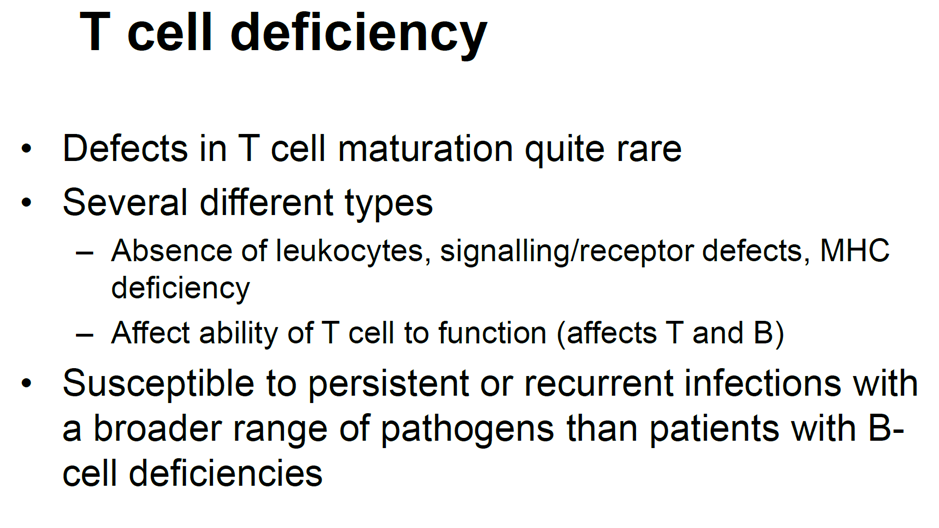 T cell deficiency
• Defects in T cell maturation quite rare
• Several different types
– Absence of leukocytes, signalling/receptor defects, MHC
deficiency
– Affect ability of T cell to function (affects T and B)
• Susceptible to persistent or recurrent infections with
a broader range of pathogens than patients with B-
cell deficiencies